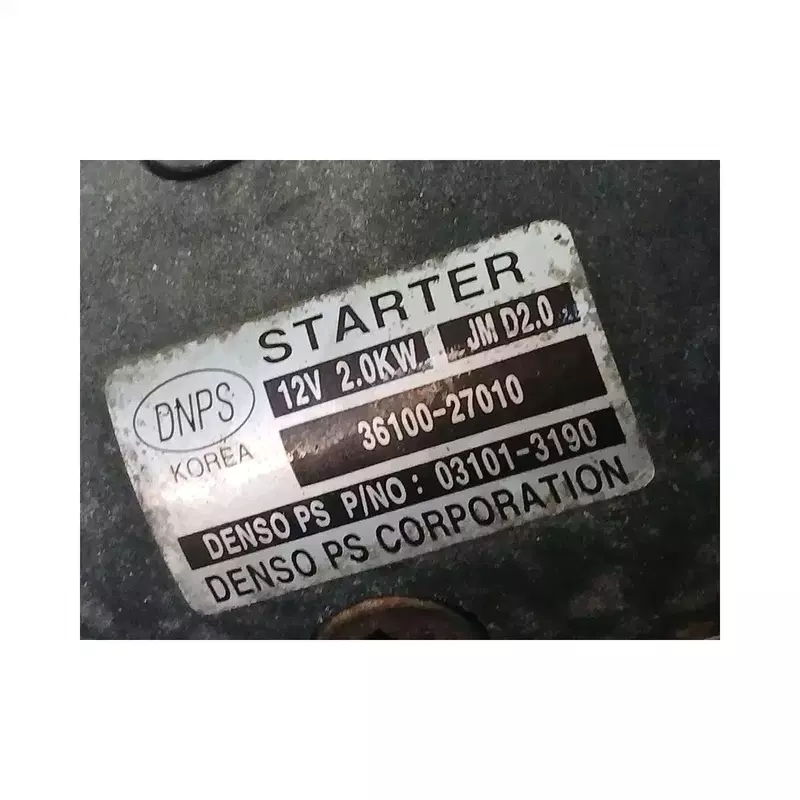 STARTER
12V 2.0KW JM D2.0
DNPS
36100-27010
KOREA
DENSO PS P/NO : 03101-3190
DENSO PS CORPORATION